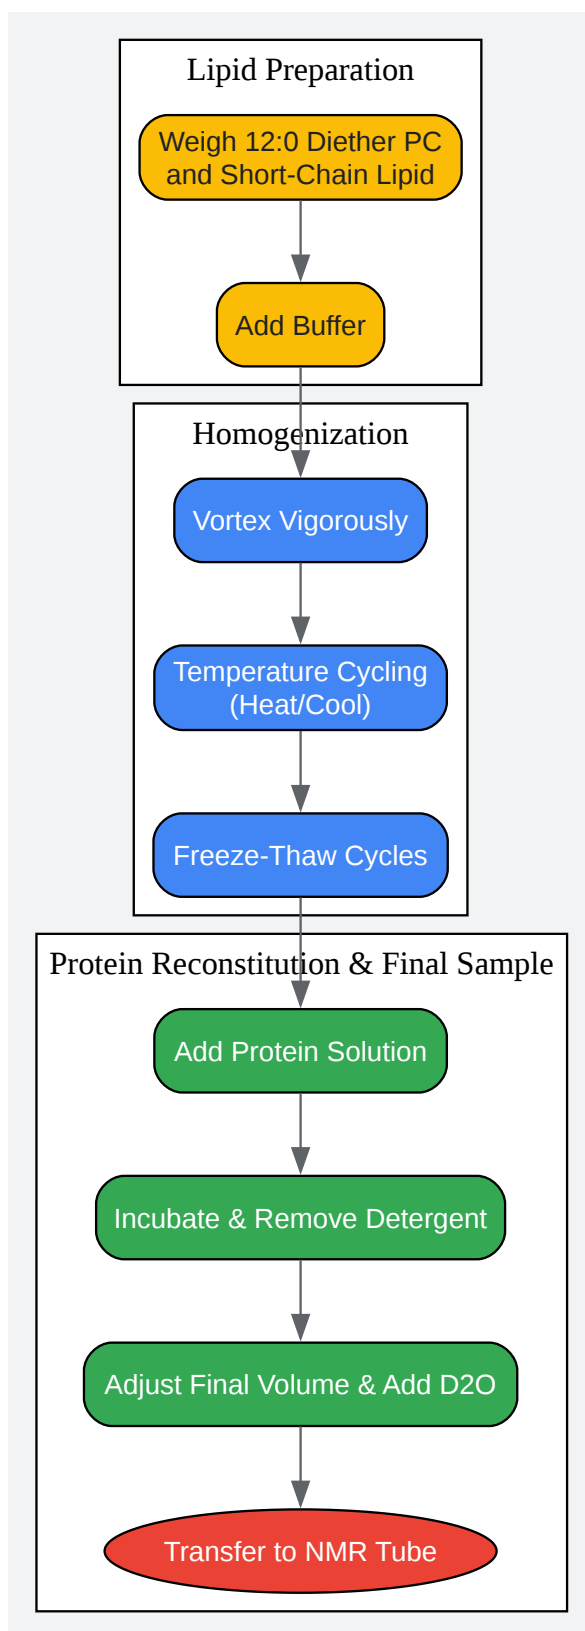 Lipid Preparation
Weigh 12:0 Diether PC
and Short-Chain Lipid
Add Buffer
Homogenization
Vortex Vigorously
Temperature Cycling
(Heat/Cool)
Freeze-Thaw Cycles
Protein Reconstitution & Final Sample
Add Protein Solution
Incubate & Remove Detergent
Adjust Final Volume & Add D2O
Transfer to NMR Tube